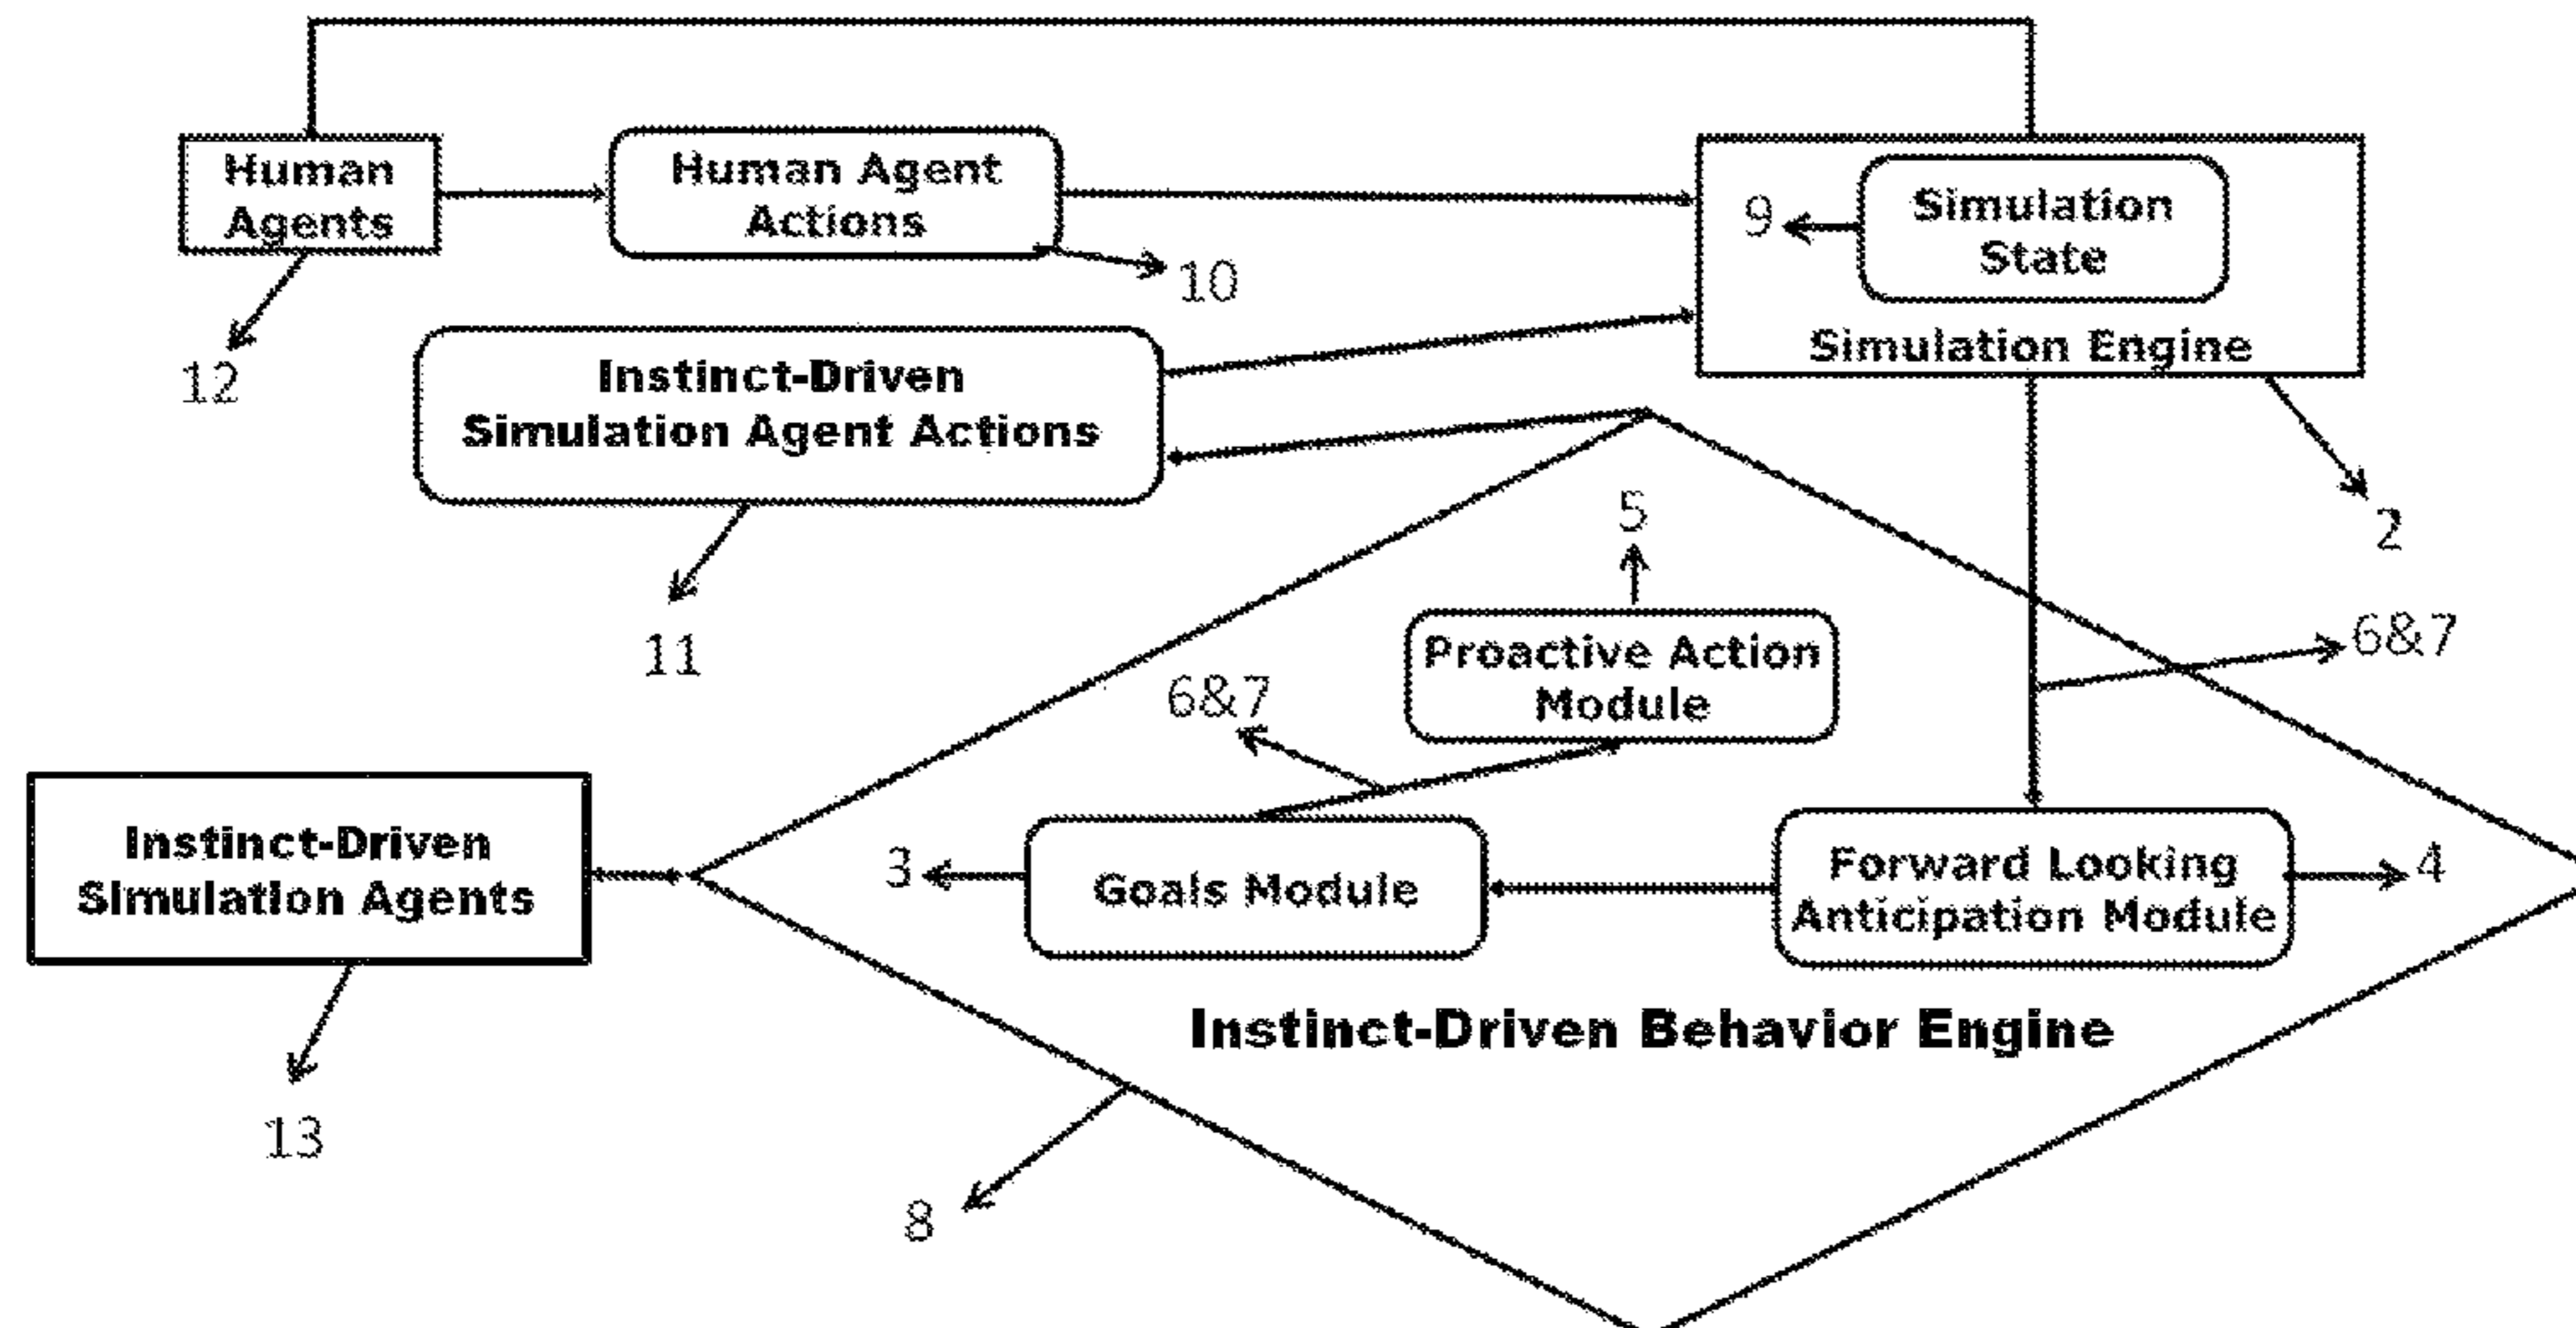 Human
Agents
Human Agent
Actions
9
Simulation
State
10
Simulation Engine
12
Instinct-Driven
Simulation Agent Actions
2
5
11
6&7
Proactive Action
Module
6&7
Instinct-Driven
Simulation Agents
3
Goals Module
Forward Looking
Anticipation Module
4
Instinct-Driven Behavior Engine
13
8